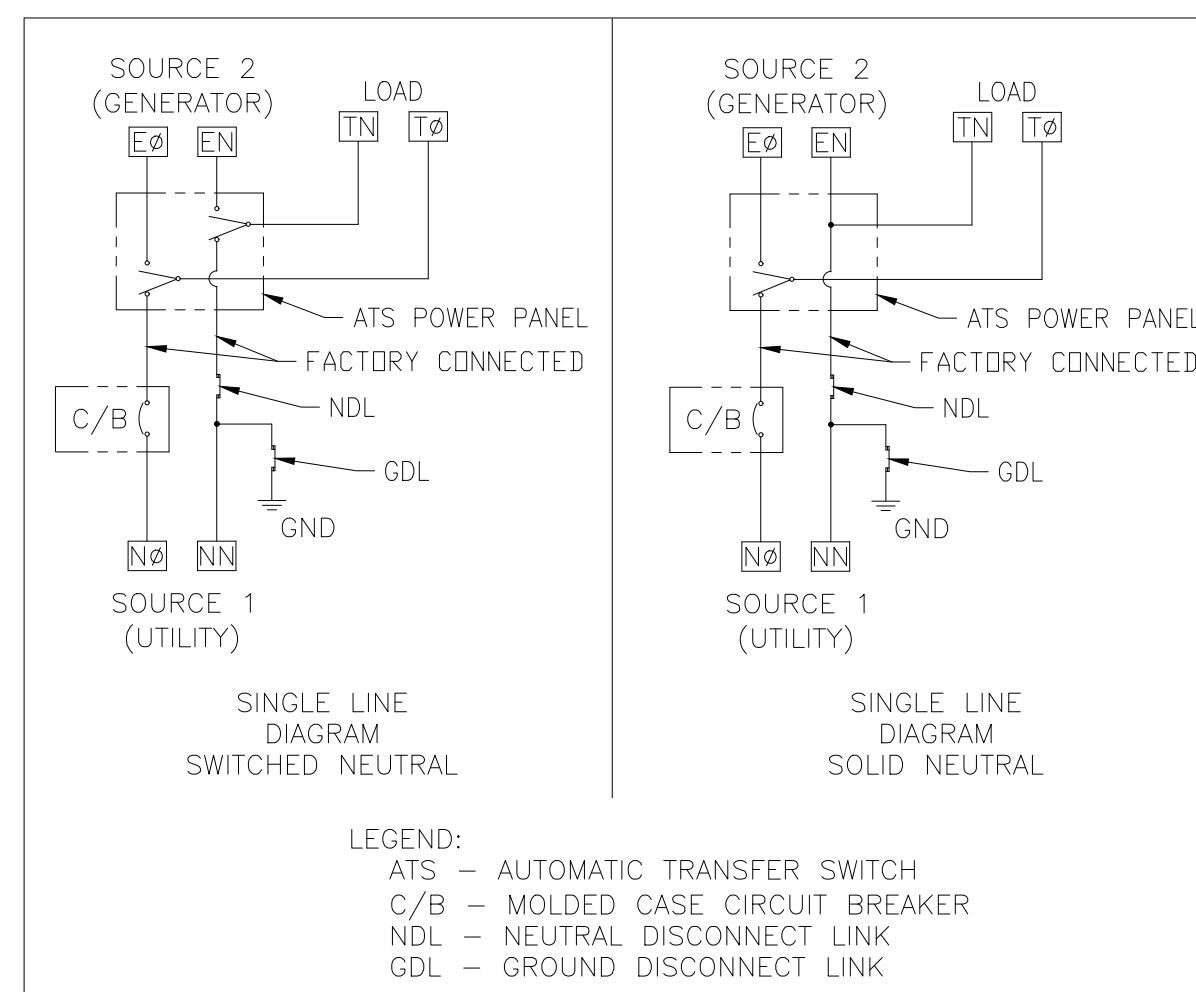 SOURCE 2
(GENERATOR)
LOAD
EØ
EN
TN
TØ
ATS POWER PANEL
FACTORY CONNECTED
C/B
NDL
GDL
GND
NØ
NN
SOURCE 1
(UTILITY)
SINGLE LINE
DIAGRAM
SWITCHED NEUTRAL
SOURCE 2
(GENERATOR)
LOAD
EØ
EN
TN
TØ
ATS POWER PANEL
FACTORY CONNECTED
C/B
NDL
GDL
GND
NØ
NN
SOURCE 1
(UTILITY)
SINGLE LINE
DIAGRAM
SOLID NEUTRAL
LEGEND:
ATS – AUTOMATIC TRANSFER SWITCH
C/B – MOLDED CASE CIRCUIT BREAKER
NDL – NEUTRAL DISCONNECT LINK
GDL – GROUND DISCONNECT LINK